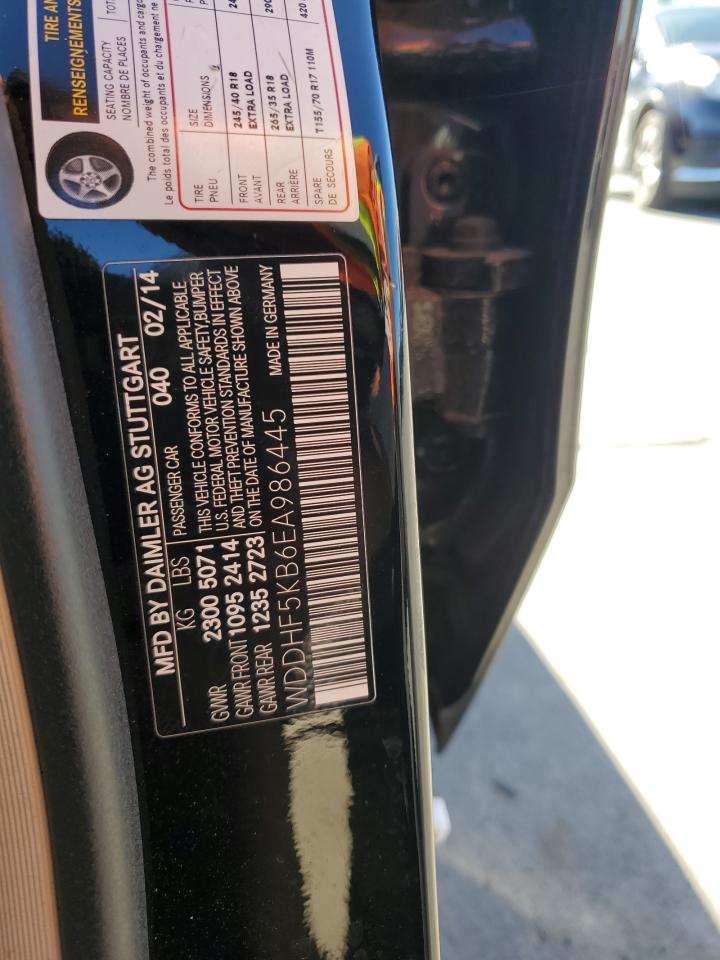 TIRE AN
RENSEIGNEMENTS
SEATING CAPACITY
NOMBRE DE PLACES
TOT
The combined weight of occupants and cargo
Le poids total des occupants et du chargement ne
TIRE SIZE
PNEU DIMENSIONS
FRONT 245/40 R18
AVANT EXTRA LOAD
REAR 265/35 R18 290
ARRIÈRE EXTRA LOAD
SPARE T155/70 R17 110M 420
DE SECOURS
MFD BY DAIMLER AG STUTTGART
KG LBS PASSENGER CAR 040 02/14
GVWR 2300 5071
GAWR FRONT 1095 2414
GAWR REAR 1235 2723
THIS VEHICLE CONFORMS TO ALL APPLICABLE
U.S. FEDERAL MOTOR VEHICLE SAFETY,BUMPER
AND THEFT PREVENTION STANDARDS IN EFFECT
ON THE DATE OF MANUFACTURE SHOWN ABOVE
WDDHF5KB6EA986445 MADE IN GERMANY